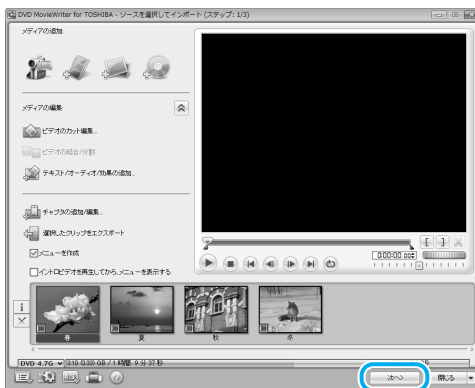 DVD MovieWriter for TOSHIBA - ソースを選択してインポート (ステップ: 1/3)
メディアの追加
メディアの編集
ビデオのカット編集...
ビデオの結合/分割
テキスト/オーディオ/効果の追加...
チャプタの追加/編集...
選択したクリップをエクスポート
メニューを作成
イントロビデオを再生してから、メニューを表示する
0:00:00.00
春
夏
秋
冬
DVD 4.7G
次へ>
閉じる